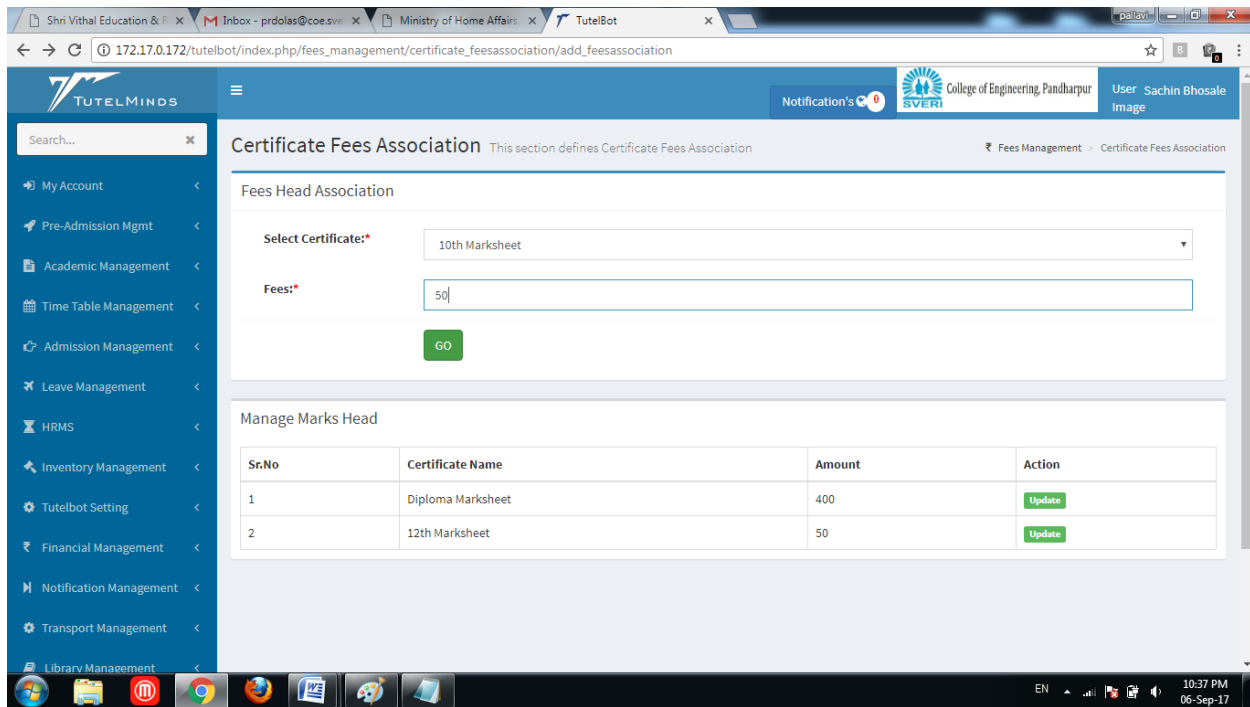 Shri Vithal Education & R
Inbox - prdolas@coe.sve
Ministry of Home Affairs
TutelBot
pallavi
172.17.0.172/tutelbot/index.php/fees_management/certificate_feesassociation/add_feesassociation
TUTELMINDS
Notification's 0
SVERI
College of Engineering, Pandharpur
User Image
Sachin Bhosale
Search...
Certificate Fees Association This section defines Certificate Fees Association
₹ Fees Management > Certificate Fees Association
My Account
Pre-Admission Mgmt
Academic Management
Time Table Management
Admission Management
Leave Management
HRMS
Inventory Management
Tutelbot Setting
₹ Financial Management
Notification Management
Transport Management
Library Management
Fees Head Association
Select Certificate:* 10th Marksheet
Fees:* 50
GO
Manage Marks Head
Sr.No Certificate Name Amount Action
1 Diploma Marksheet 400 Update
2 12th Marksheet 50 Update
EN
10:37 PM
06-Sep-17